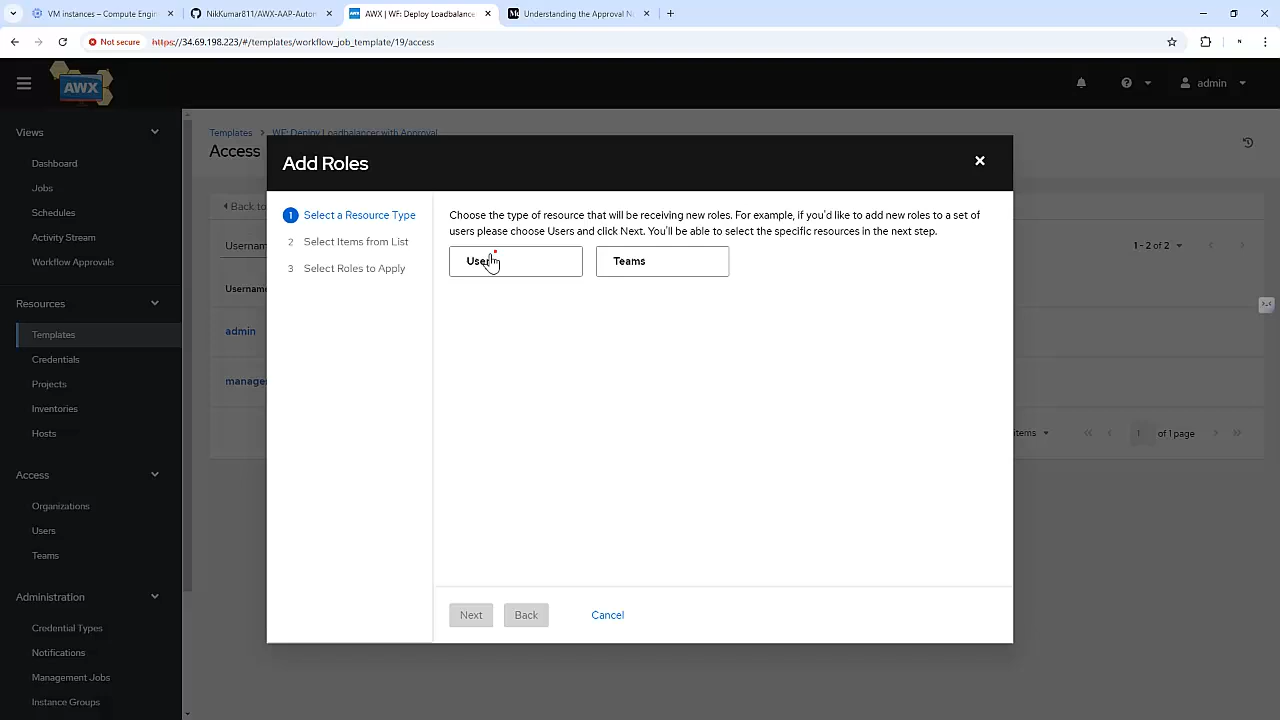 VM instance – Compute Engin
NikKumar811/AWX-AAP-Autom
AWX | WF: Deploy Loadbalance
Understanding the Approval N
Not secure https://34.69.198.223/#/templates/workflow_job_template/19/access
AWX
admin
Views
Dashboard
Jobs
Schedules
Activity Stream
Workflow Approvals
Resources
Templates
Credentials
Projects
Inventories
Hosts
Access
Organizations
Users
Teams
Administration
Credential Types
Notifications
Management Jobs
Instance Groups
Templates > WF: Deploy Loadbalancer with Approval
Access
Back to
Usernam
1 - 2 of 2
Usernam
admin
manage
items
1 of 1 page
Add Roles
1 Select a Resource Type
2 Select Items from List
3 Select Roles to Apply
Choose the type of resource that will be receiving new roles. For example, if you'd like to add new roles to a set of
users please choose Users and click Next. You'll be able to select the specific resources in the next step.
Users
Teams
Next
Back
Cancel